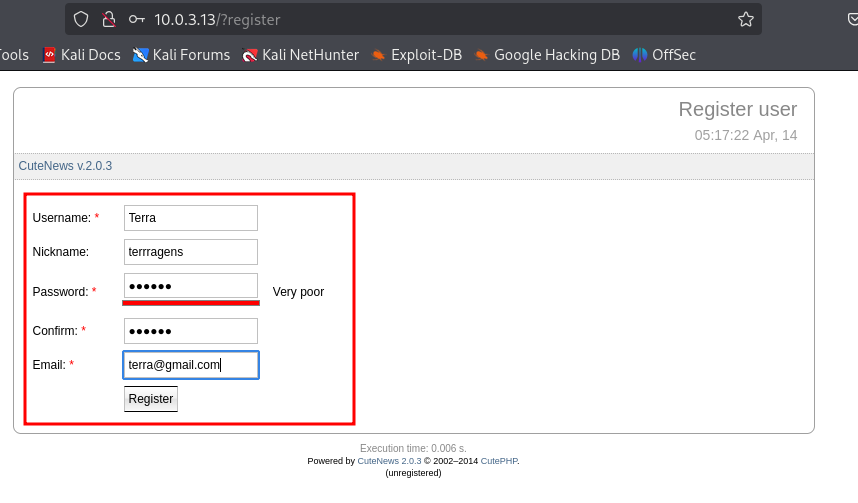 10.0.3.13/?register
Tools Kali Docs Kali Forums Kali NetHunter Exploit-DB Google Hacking DB OffSec
Register user
05:17:22 Apr, 14
CuteNews v.2.0.3
Username: * Terra
Nickname: terrragens
Password: * ●●●●●● Very poor
Confirm: * ●●●●●●
Email: * terra@gmail.com
Register
Execution time: 0.006 s.
Powered by CuteNews 2.0.3 © 2002–2014 CutePHP.
(unregistered)